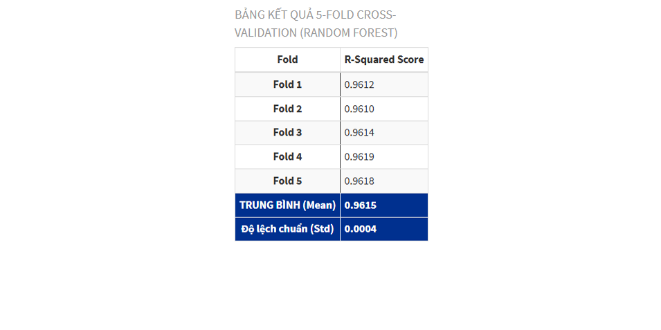 BẢNG KẾT QUẢ 5-FOLD CROSS-
VALIDATION (RANDOM FOREST)
Fold R-Squared Score
Fold 1 0.9612
Fold 2 0.9610
Fold 3 0.9614
Fold 4 0.9619
Fold 5 0.9618
TRUNG BÌNH (Mean) 0.9615
Độ lệch chuẩn (Std) 0.0004